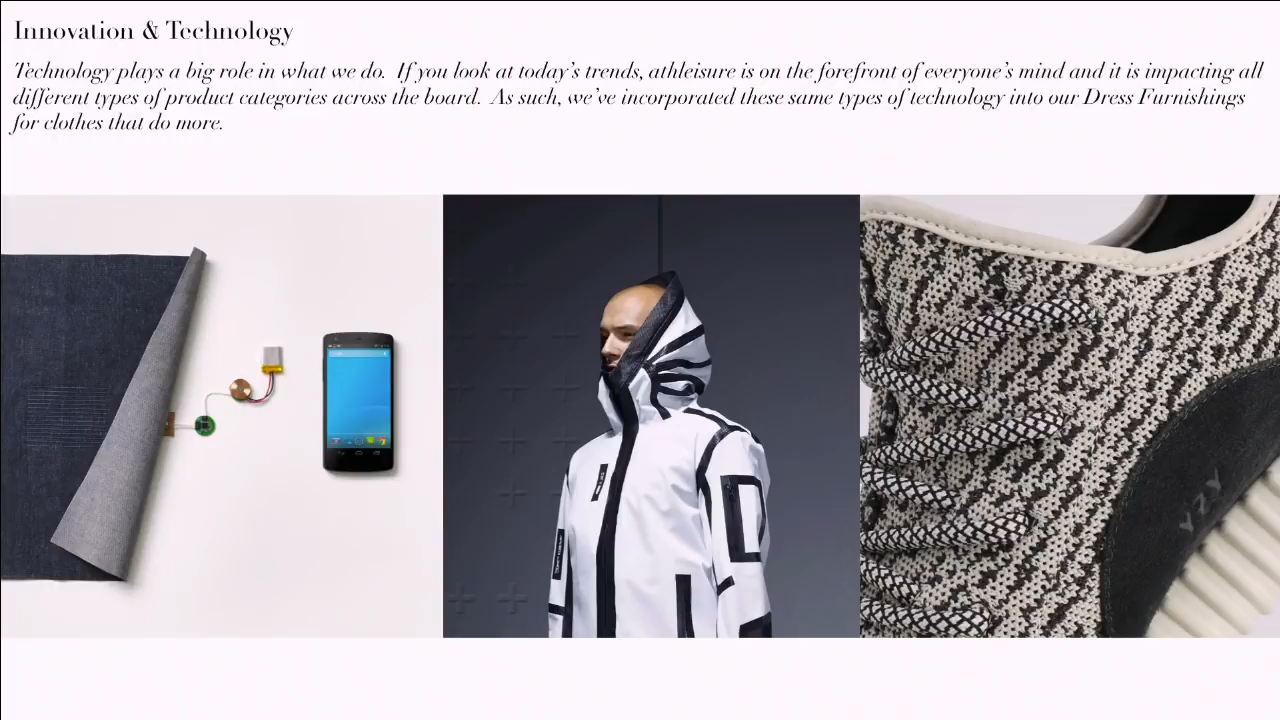 Innovation & Technology
Technology plays a big role in what we do. If you look at today's trends, athleisure is on the forefront of everyone's mind and it is impacting all
different types of product categories across the board. As such, we've incorporated these same types of technology into our Dress Furnishings
for clothes that do more.
YZY